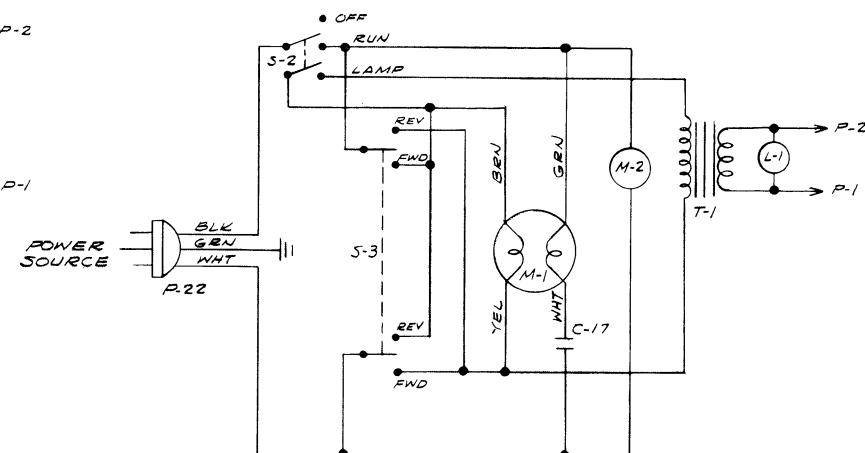 OFF
P-2
RUN
S-2
LAMP
REV
P-2
FWD
BRN
GRN
M-2
L-1
P-1
P-1
T-1
BLK
POWER
SOURCE
GRN
WHT
S-3
M-1
P-22
YEL
WHT
C-17
REV
FWD